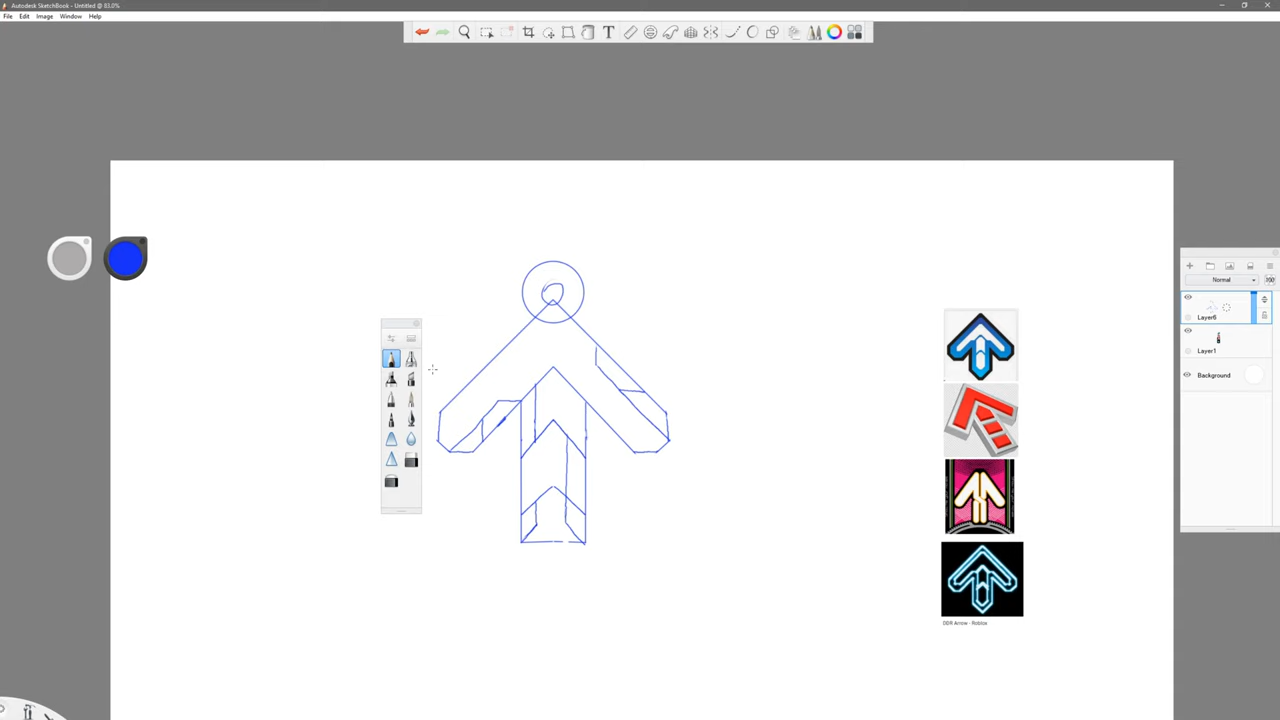 Autodesk SketchBook - Untitled @ 83.0%
File Edit Image Window Help
T
Normal
Layer6
Layer1
Background
DDR Arrow - Roblox